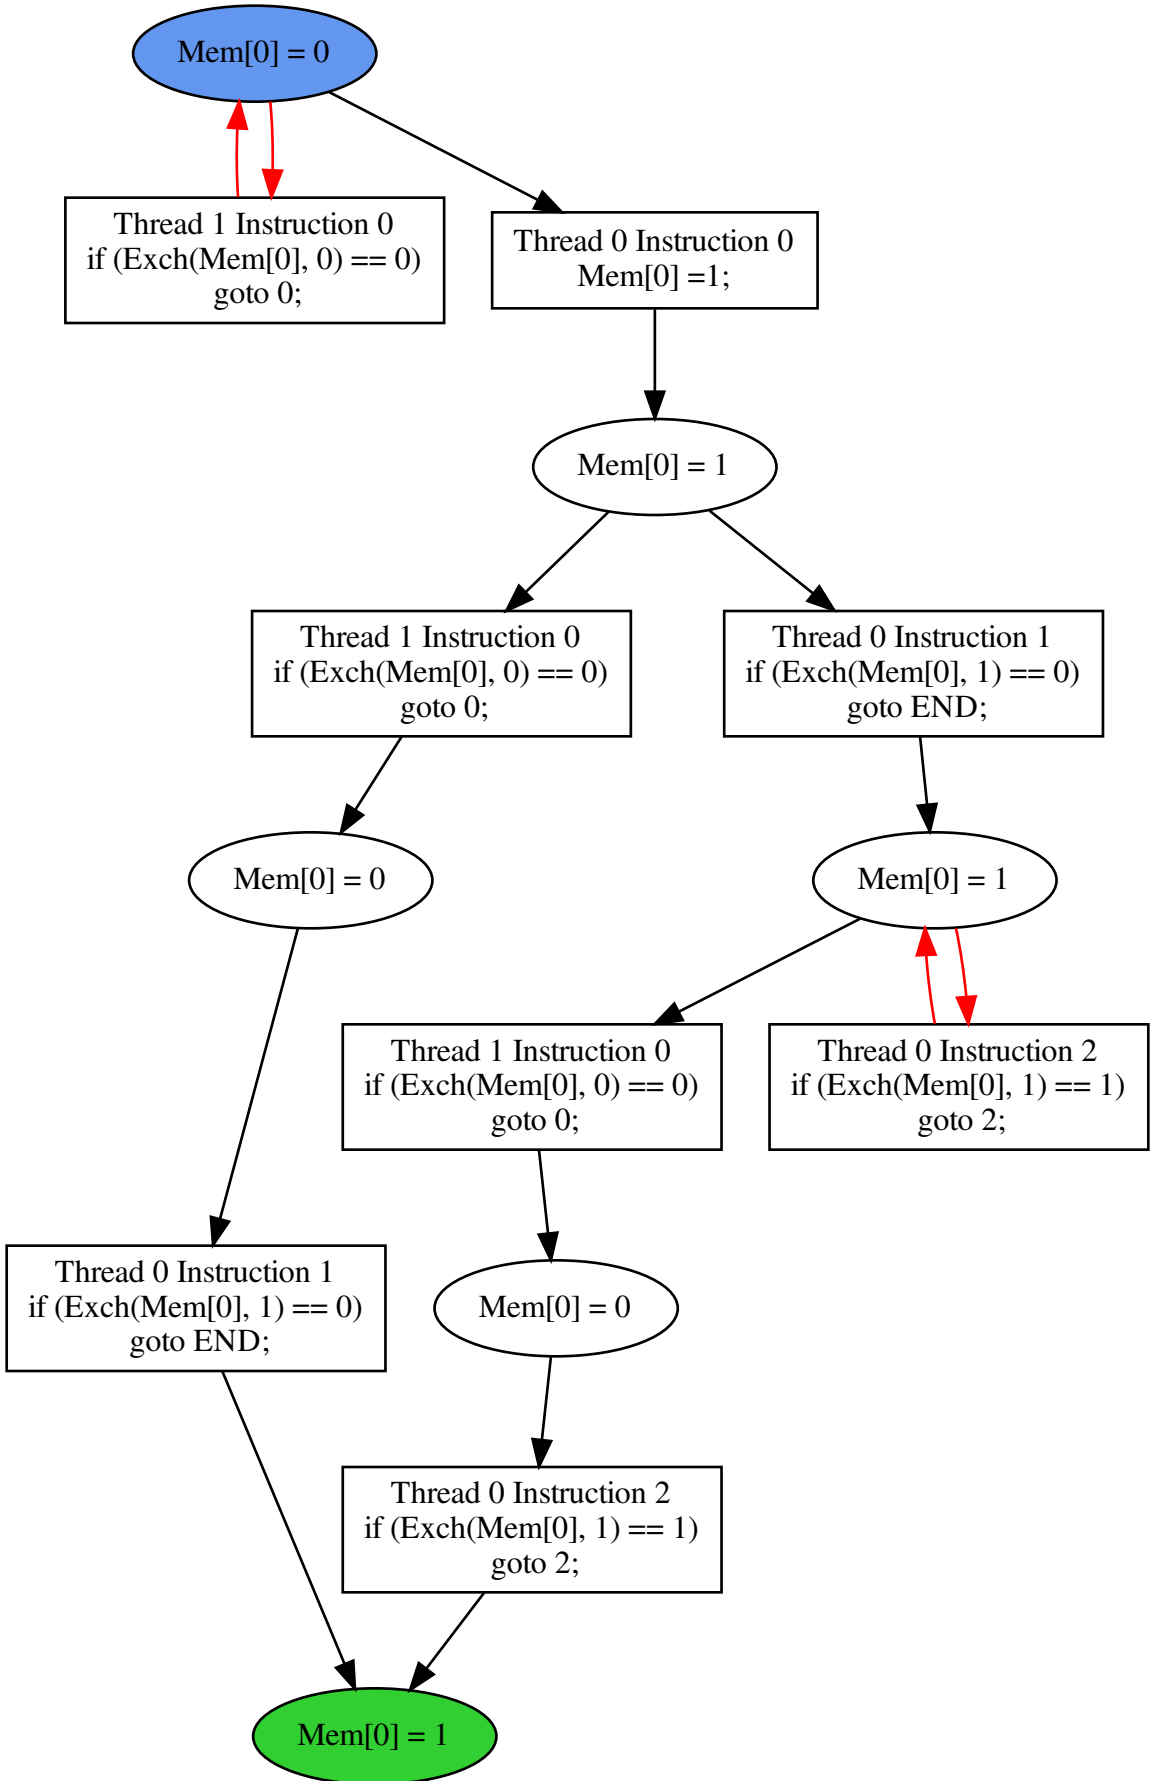 Mem[0] = 0
Thread 1 Instruction 0
if (Exch(Mem[0], 0) == 0)
goto 0;
Thread 0 Instruction 0
Mem[0] =1;
Mem[0] = 1
Thread 1 Instruction 0
if (Exch(Mem[0], 0) == 0)
goto 0;
Thread 0 Instruction 1
if (Exch(Mem[0], 1) == 0)
goto END;
Mem[0] = 0
Mem[0] = 1
Thread 1 Instruction 0
if (Exch(Mem[0], 0) == 0)
goto 0;
Thread 0 Instruction 2
if (Exch(Mem[0], 1) == 1)
goto 2;
Thread 0 Instruction 1
if (Exch(Mem[0], 1) == 0)
goto END;
Mem[0] = 0
Thread 0 Instruction 2
if (Exch(Mem[0], 1) == 1)
goto 2;
Mem[0] = 1